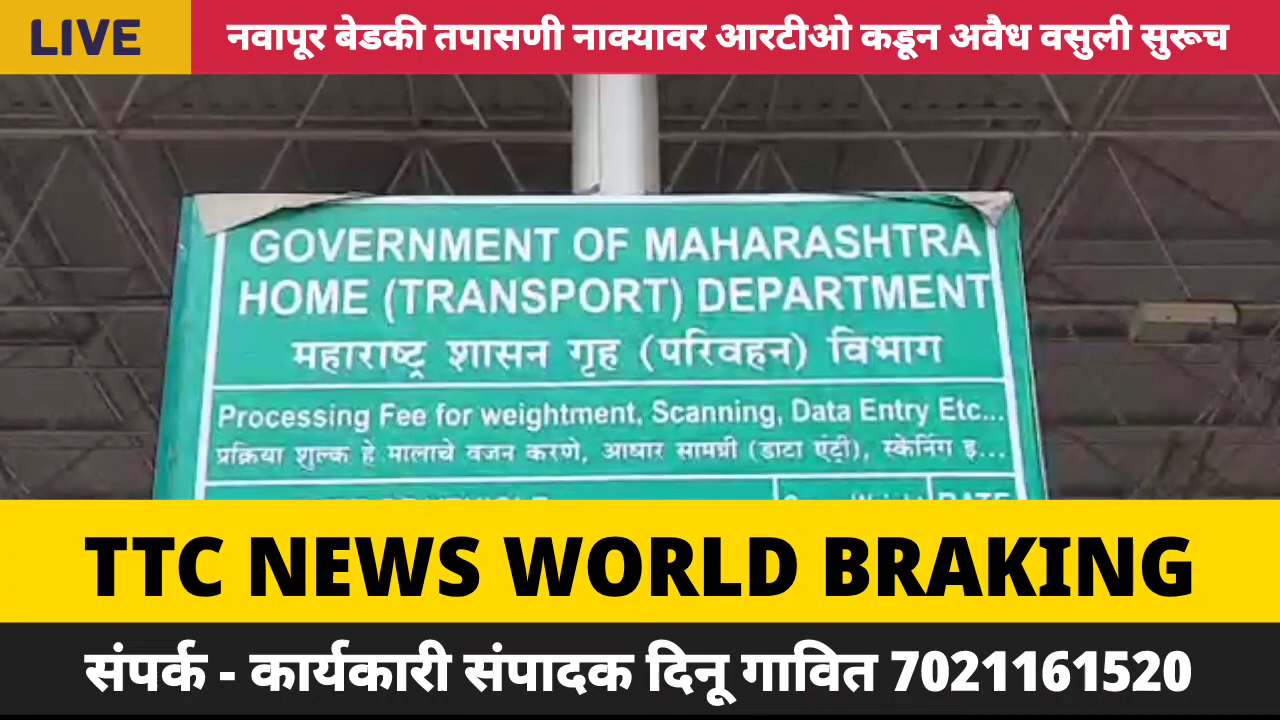 LIVE
नवापूर बेडकी तपासणी नाक्यावर आरटीओ कडून अवैध वसुली सुरूच
GOVERNMENT OF MAHARASHTRA
HOME (TRANSPORT) DEPARTMENT
महाराष्ट्र शासन गृह (परिवहन) विभाग
Processing Fee for weightment, Scanning, Data Entry Etc...
प्रक्रिया शुल्क हे मालाचे वजन करणे, आधार सामग्री (डाटा एंट्री), स्केनिंग इ...
TTC NEWS WORLD BRAKING
संपर्क - कार्यकारी संपादक दिनू गावित 7021161520